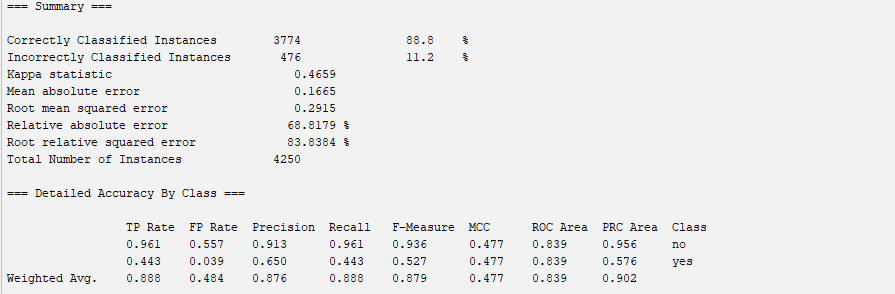 === Summary ===
Correctly Classified Instances 3774 88.8 %
Incorrectly Classified Instances 476 11.2 %
Kappa statistic 0.4659
Mean absolute error 0.1665
Root mean squared error 0.2915
Relative absolute error 68.8179 %
Root relative squared error 83.8384 %
Total Number of Instances 4250
=== Detailed Accuracy By Class ===
TP Rate FP Rate Precision Recall F-Measure MCC ROC Area PRC Area Class
0.961 0.557 0.913 0.961 0.936 0.477 0.839 0.956 no
0.443 0.039 0.650 0.443 0.527 0.477 0.839 0.576 yes
Weighted Avg. 0.888 0.484 0.876 0.888 0.879 0.477 0.839 0.902